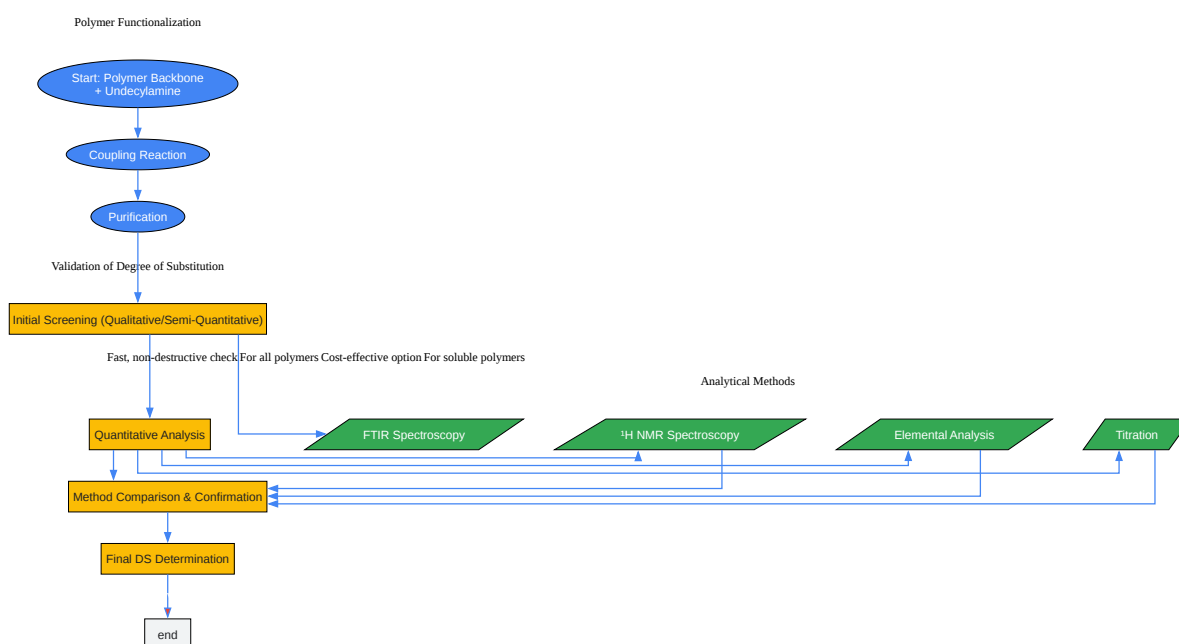 Polymer Functionalization
Start: Polymer Backbone
+ Undecylamine
Coupling Reaction
Purification
Validation of Degree of Substitution
Initial Screening (Qualitative/Semi-Quantitative)
Fast, non-destructive check
For all polymers
Cost-effective option
For soluble polymers
Analytical Methods
Quantitative Analysis
FTIR Spectroscopy
¹H NMR Spectroscopy
Elemental Analysis
Titration
Method Comparison & Confirmation
Final DS Determination
end